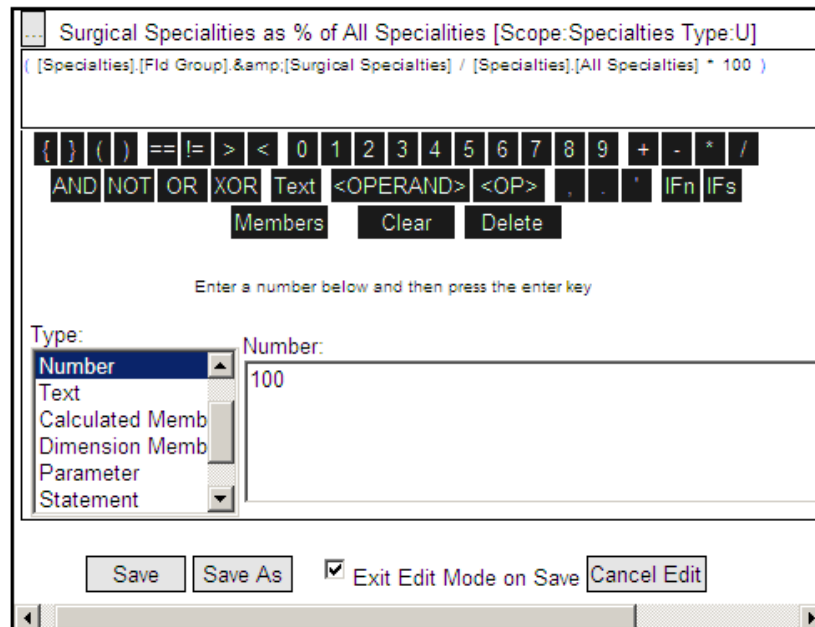 ... Surgical Specialities as % of All Specialities [Scope:Specialties Type:U]
( [Specialties].[Fld Group].&amp;[Surgical Specialties] / [Specialties].[All Specialties] * 100 )
{ } ( ) == != > < 0 1 2 3 4 5 6 7 8 9 + - * /
AND NOT OR XOR Text <OPERAND> <OP> , . ' IFn IFs
Members Clear Delete
Enter a number below and then press the enter key
Type:
Number:
Number
Text
Calculated Memb
Dimension Memb
Parameter
Statement
100
Save Save As Exit Edit Mode on Save Cancel Edit